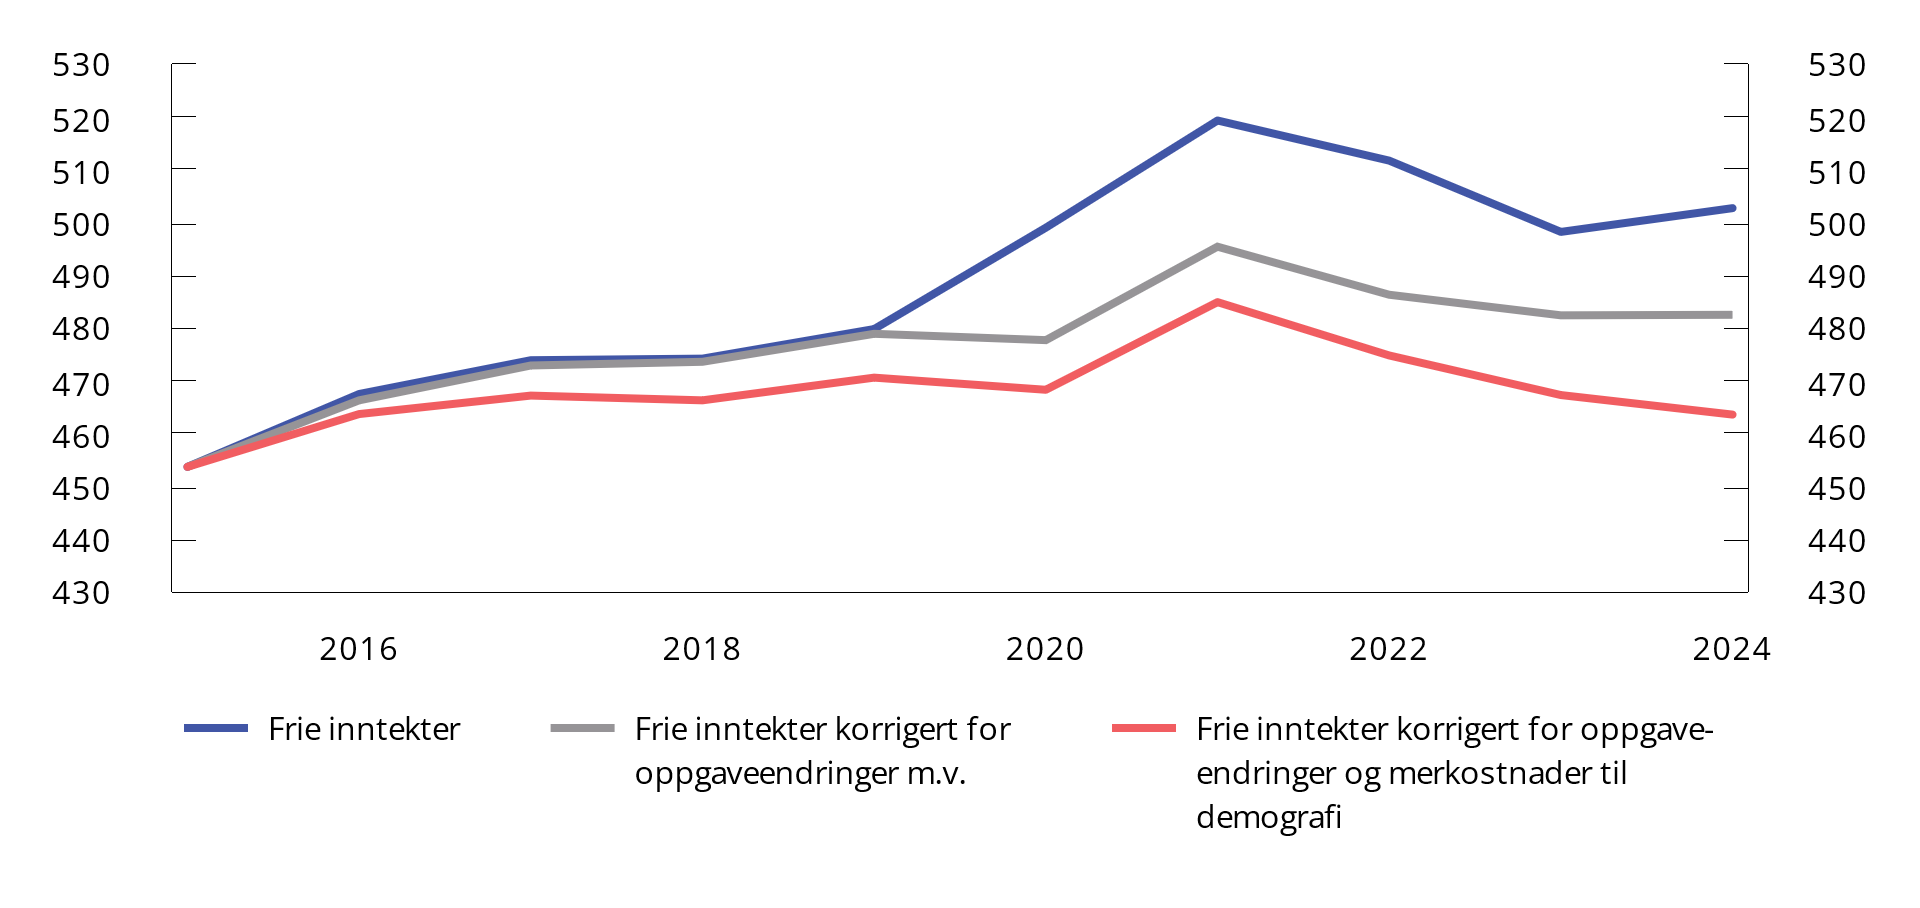 530 530
520 520
510 510
500 500
490 490
480 480
470 470
460 460
450 450
440 440
430 430
2016 2018 2020 2022 2024
Frie inntekter
Frie inntekter korrigert for
oppgaveendringer m.v.
Frie inntekter korrigert for oppgave-
endringer og merkostnader til
demografi